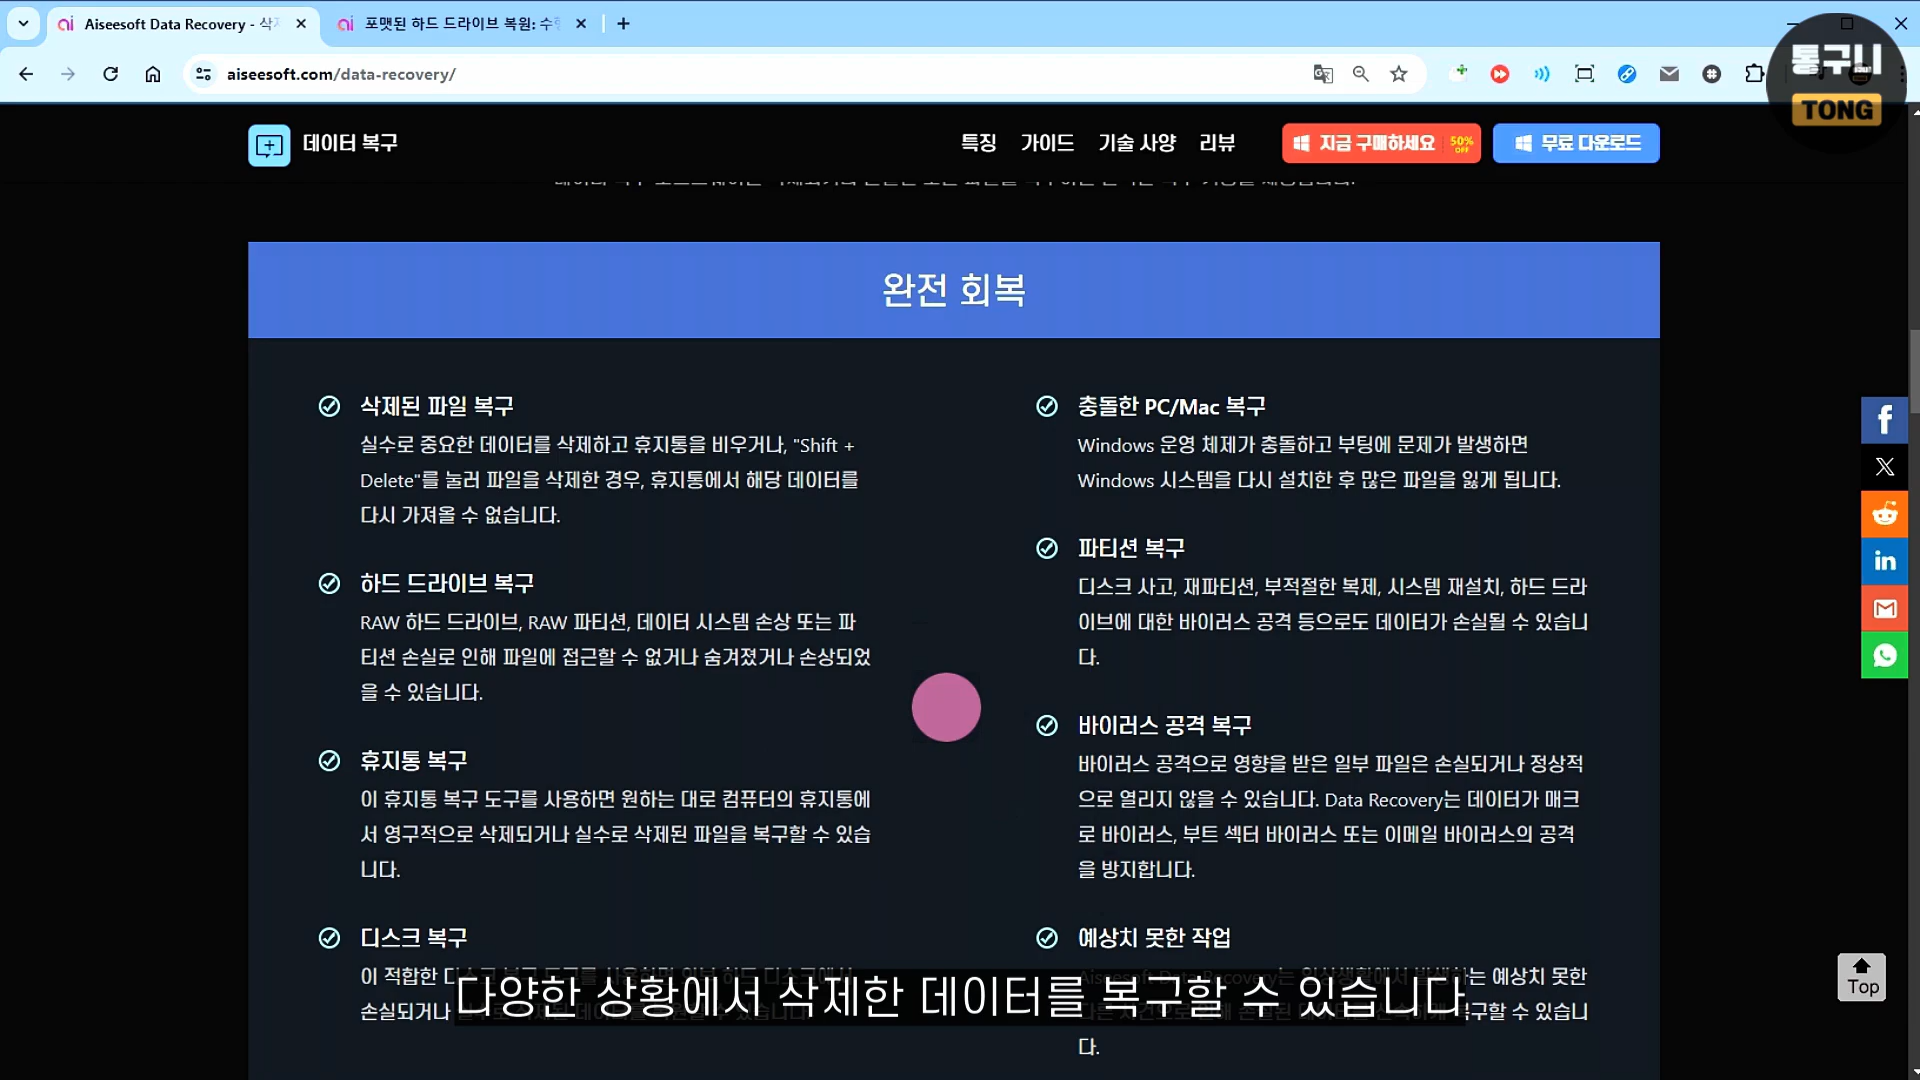 Aiseesoft Data Recovery - 삭제
포맷된 하드 드라이브 복원: 수행
aiseesoft.com/data-recovery/
통구니
TONG
데이터 복구
특징
가이드
기술 사양
리뷰
지금 구매하세요
50%
OFF
무료 다운로드
완전 회복
삭제된 파일 복구
실수로 중요한 데이터를 삭제하고 휴지통을 비우거나, "Shift +
Delete"를 눌러 파일을 삭제한 경우, 휴지통에서 해당 데이터를
다시 가져올 수 없습니다.
하드 드라이브 복구
RAW 하드 드라이브, RAW 파티션, 데이터 시스템 손상 또는 파
티션 손실로 인해 파일에 접근할 수 없거나 숨겨졌거나 손상되었
을 수 있습니다.
휴지통 복구
이 휴지통 복구 도구를 사용하면 원하는 대로 컴퓨터의 휴지통에
서 영구적으로 삭제되거나 실수로 삭제된 파일을 복구할 수 있습
니다.
디스크 복구
이 적합한
손실되거나
충돌한 PC/Mac 복구
Windows 운영 체제가 충돌하고 부팅에 문제가 발생하면
Windows 시스템을 다시 설치한 후 많은 파일을 잃게 됩니다.
파티션 복구
디스크 사고, 재파티션, 부적절한 복제, 시스템 재설치, 하드 드라
이브에 대한 바이러스 공격 등으로도 데이터가 손실될 수 있습니
다.
바이러스 공격 복구
바이러스 공격으로 영향을 받은 일부 파일은 손실되거나 정상적
으로 열리지 않을 수 있습니다. Data Recovery는 데이터가 매크
로 바이러스, 부트 섹터 바이러스 또는 이메일 바이러스의 공격
을 방지합니다.
예상치 못한 작업
Aiseesoft Data Recovery는 일상생활에서 발생하는 예상치 못한
복구할 수 있습니
다.
다양한 상황에서 삭제한 데이터를 복구할 수 있습니다
Top